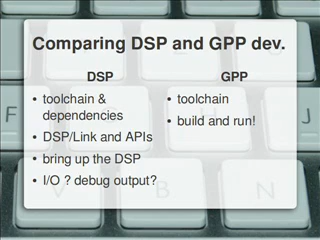 Comparing DSP and GPP dev.
DSP
• toolchain &
dependencies
• DSP/Link and APIs
• bring up the DSP
• I/O ? debug output?
GPP
• toolchain
• build and run!
F
J
V
B
N